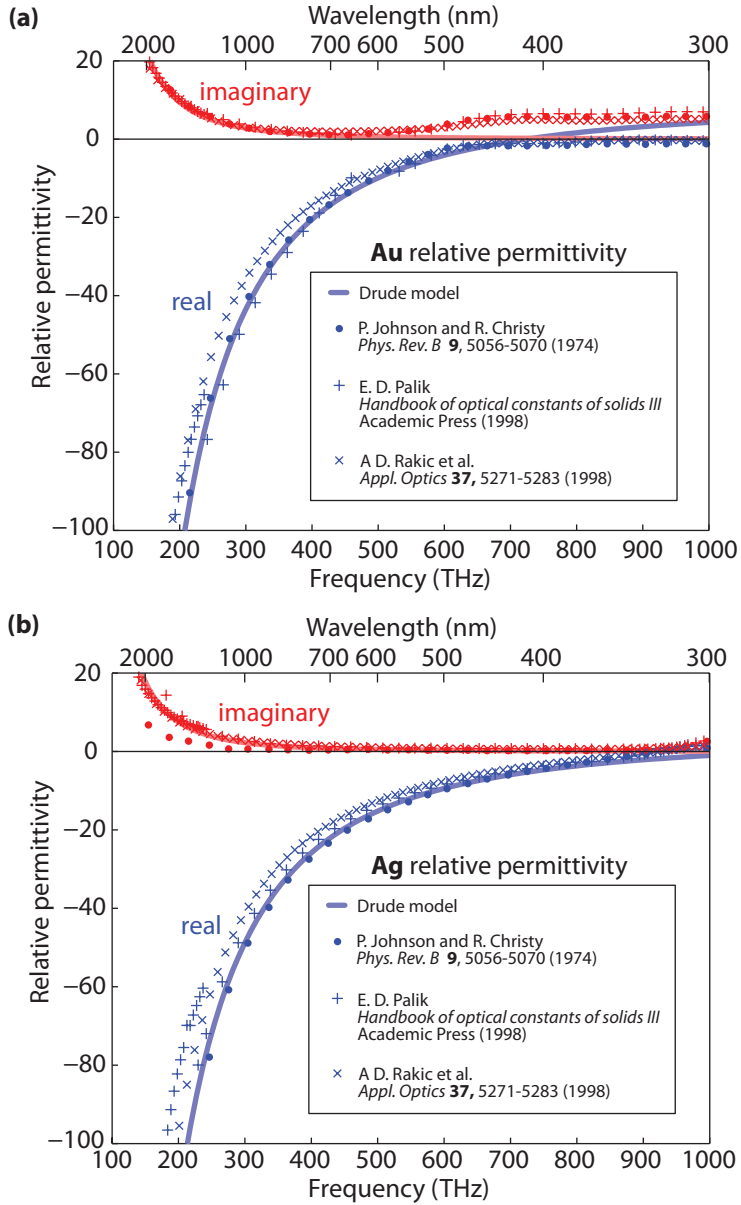 (a)
Wavelength (nm)
2000 1000 700 600 500 400 300
20
0
−20
−40
−60
−80
−100
Relative permittivity
imaginary
real
Au relative permittivity
Drude model
P. Johnson and R. Christy
Phys. Rev. B 9, 5056-5070 (1974)
E. D. Palik
Handbook of optical constants of solids III
Academic Press (1998)
A D. Rakic et al.
Appl. Optics 37, 5271-5283 (1998)
100 200 300 400 500 600 700 800 900 1000
Frequency (THz)
(b)
Wavelength (nm)
2000 1000 700 600 500 400 300
20
0
−20
−40
−60
−80
−100
Relative permittivity
imaginary
real
Ag relative permittivity
Drude model
P. Johnson and R. Christy
Phys. Rev. B 9, 5056-5070 (1974)
E. D. Palik
Handbook of optical constants of solids III
Academic Press (1998)
A D. Rakic et al.
Appl. Optics 37, 5271-5283 (1998)
100 200 300 400 500 600 700 800 900 1000
Frequency (THz)